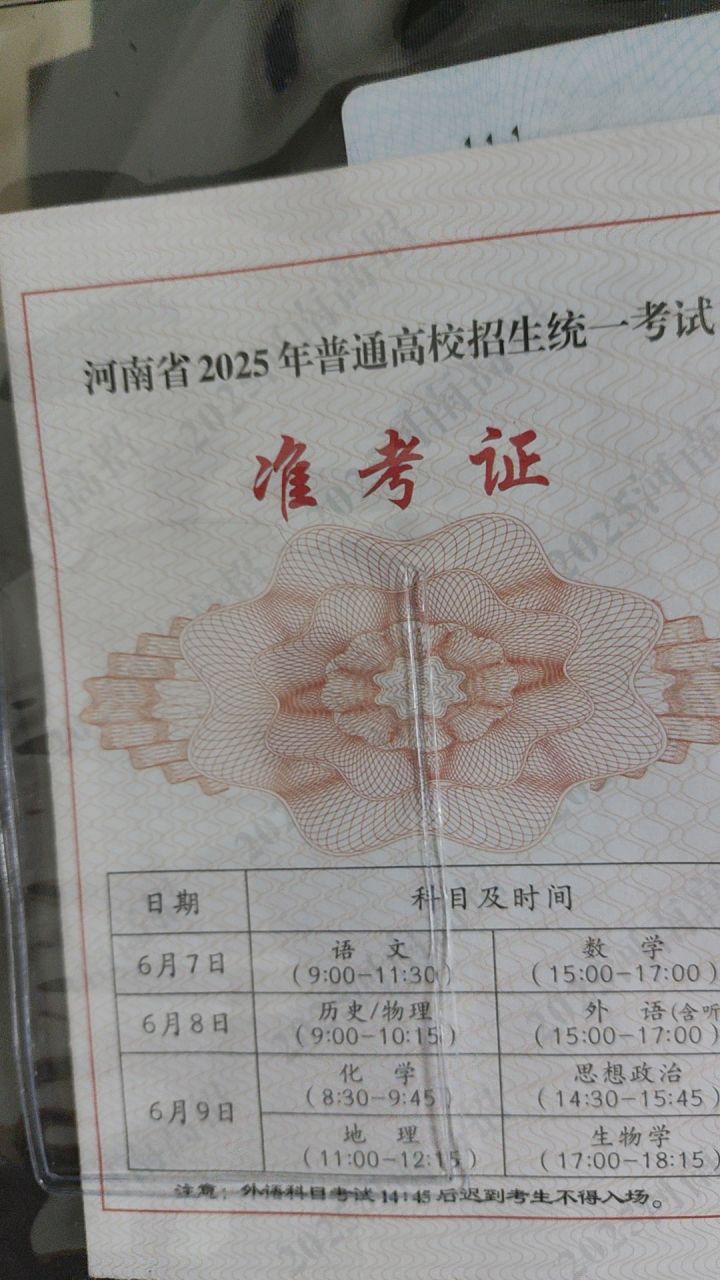 河南省2025年普通高校招生统一考试
准考证
日期 科目及时间
6月7日 语文 数学
(9:00-11:30) (15:00-17:00)
6月8日 历史/物理 外语(含听
(9:00-10:15) (15:00-17:00)
6月9日 化学 思想政治
(8:30-9:45) (14:30-15:45)
地理 生物学
(11:00-12:15) (17:00-18:15)
注意：外语科目考试14:45后迟到考生不得入场。